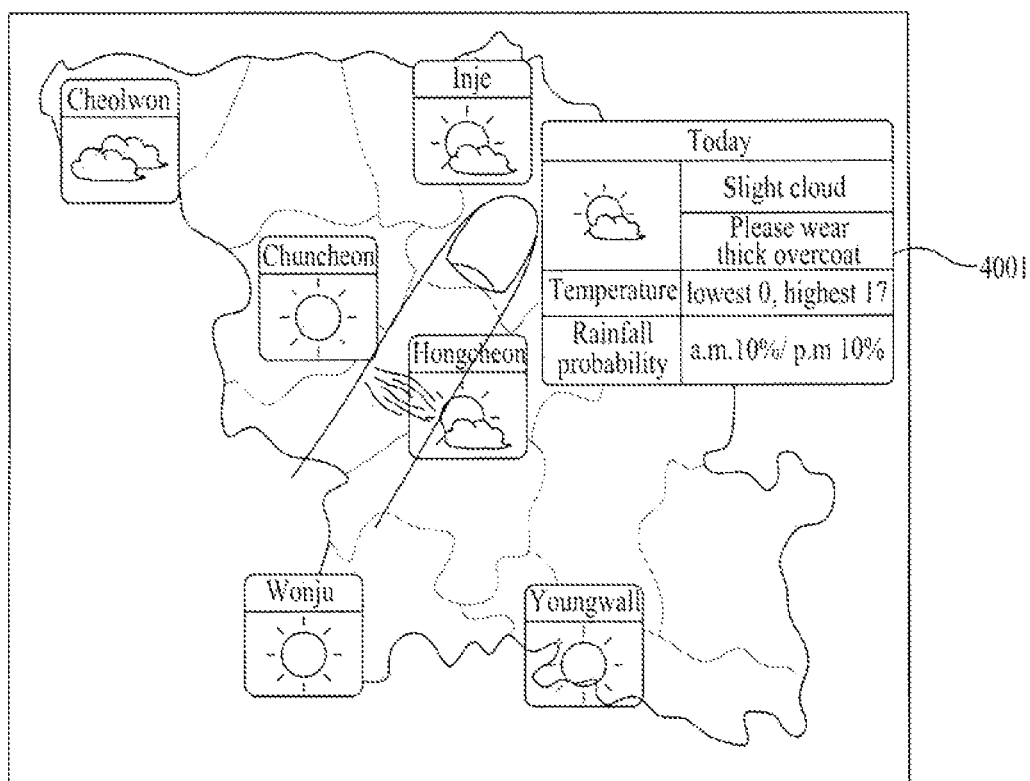 Inje
Cheolwon
Today
Slight cloud
Please wear
thick overcoat
Chuncheon
4001
Temperature
lowest 0, highest 17
Rainfall
probability
a.m.10%/ p.m 10%
Hongcheon
Wonju
Youngwall